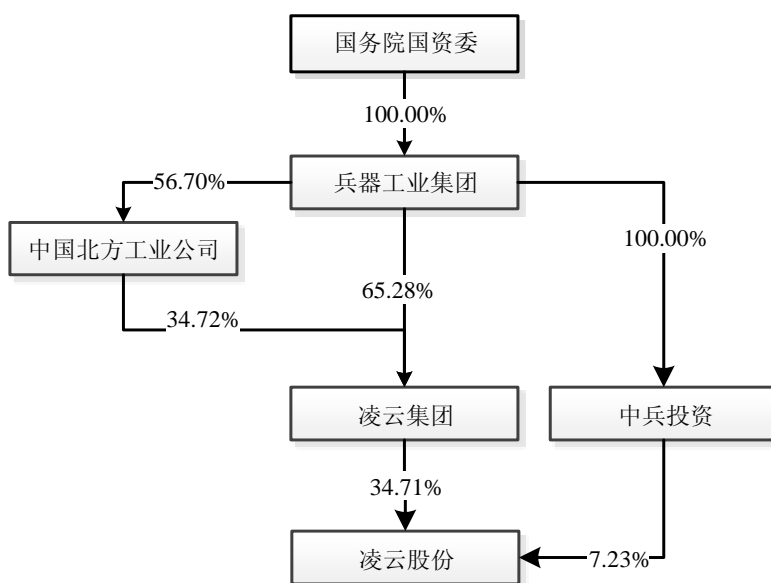 国务院国资委
100.00%
兵器工业集团
56.70%
中国北方工业公司
100.00%
65.28%
34.72%
凌云集团
中兵投资
34.71%
凌云股份
7.23%